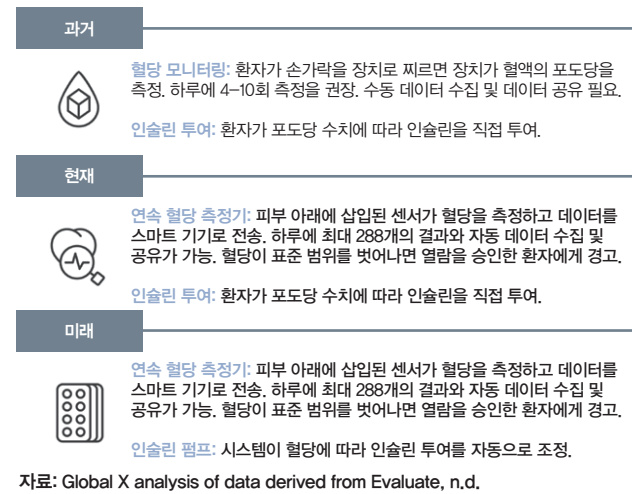 과거
혈당 모니터링: 환자가 손가락을 장치로 찌르면 장치가 혈액의 포도당을
측정. 하루에 4-10회 측정을 권장. 수동 데이터 수집 및 데이터 공유 필요.
인술린 투여: 환자가 포도당 수치에 따라 인슐린을 직접 투여.
현재
연속 혈당 측정기: 피부 아래에 삽입된 센서가 혈당을 측정하고 데이터를
스마트 기기로 전송. 하루에 최대 288개의 결과와 자동 데이터 수집 및
공유가 가능. 혈당이 표준 범위를 벗어나면 열람을 승인한 환자에게 경고.
인술린 투여: 환자가 포도당 수치에 따라 인슐린을 직접 투여.
미래
연속 혈당 측정기: 피부 아래에 삽입된 센서가 혈당을 측정하고 데이터를
스마트 기기로 전송. 하루에 최대 288개의 결과와 자동 데이터 수집 및
공유가 가능. 혈당이 표준 범위를 벗어나면 열람을 승인한 환자에게 경고.
인술린 펌프: 시스템이 혈당에 따라 인슐린 투여를 자동으로 조정.
자료: Global X analysis of data derived from Evaluate, n.d.